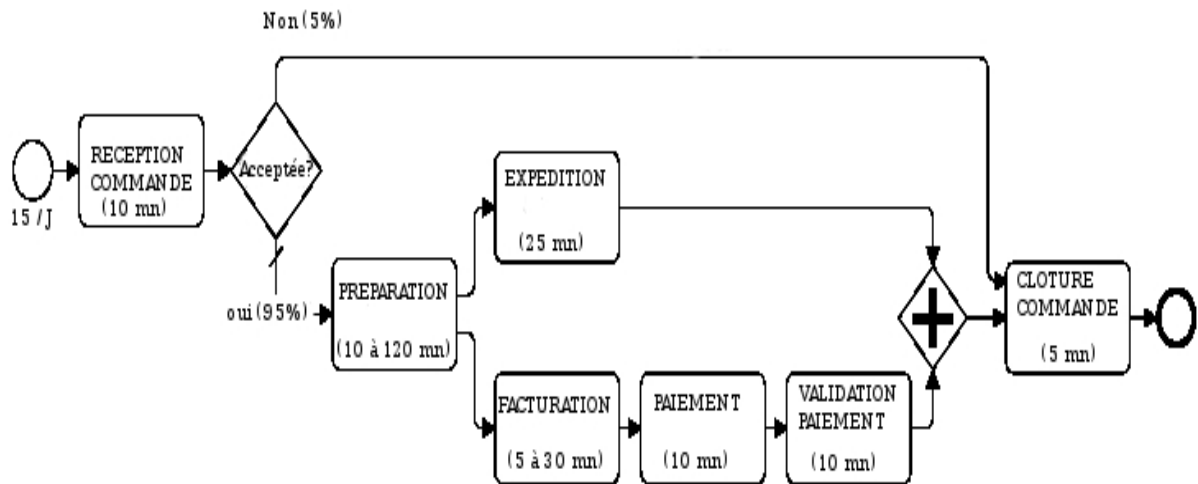 Non (5%)
RECEPTION
COMMANDE
(10 mn)
Acceptée?
15 / J
oui (95%)
PREPARATION
(10 à 120 mn)
EXPEDITION
(25 mn)
FACTURATION
(5 à 30 mn)
PAIEMENT
(10 mn)
VALIDATION
PAIEMENT
(10 mn)
CLOTURE
COMMANDE
(5 mn)